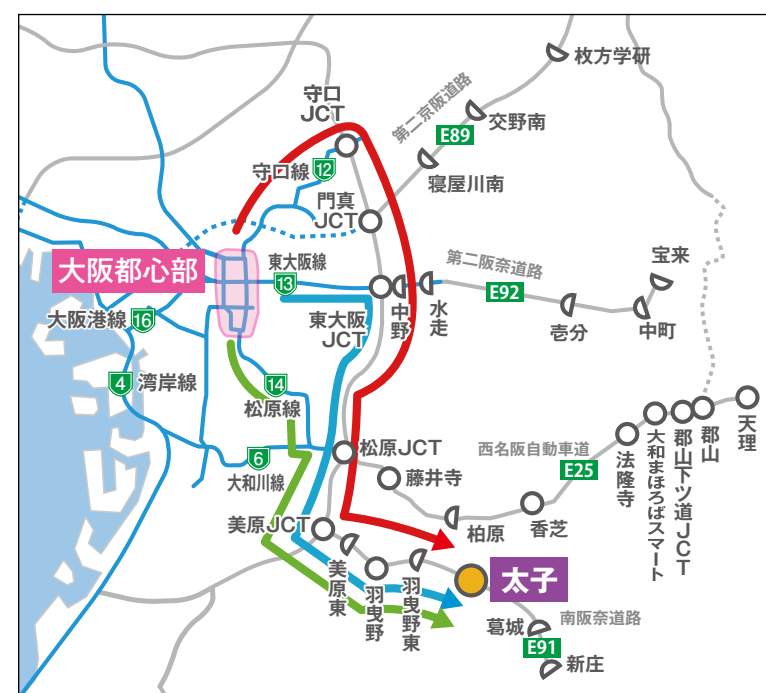 枚方学研
守口
JCT
第二京阪道路
交野南
E89
守口線
12
寝屋川南
門真
JCT
大阪都心部
東大阪線
13
第二阪奈道路
宝来
E92
大阪港線
16
東大阪
JCT
中野
水走
壱分
中町
4
湾岸線
14
松原線
松原JCT
西名阪自動車道
E25
郡山
天理
6
大和川線
藤井寺
法隆寺
大和まほろばスマート
郡山下ツ道JCT
香芝
柏原
美原JCT
美原東
羽曳野
羽曳野東
太子
葛城
南阪奈道路
E91
新庄